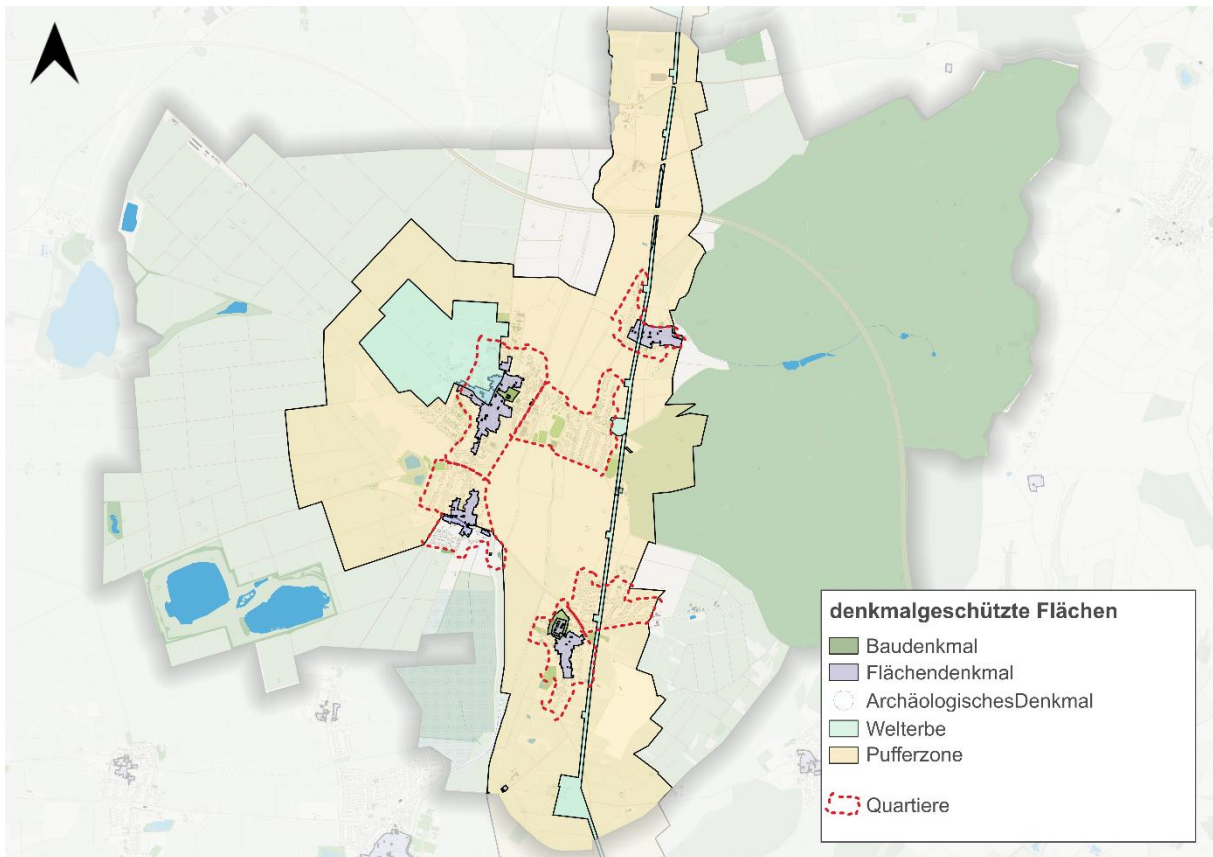 denkmalgeschützte Flächen
Baudenkmal
Flächendenkmal
ArchäologischesDenkmal
Welterbe
Pufferzone
Quartiere